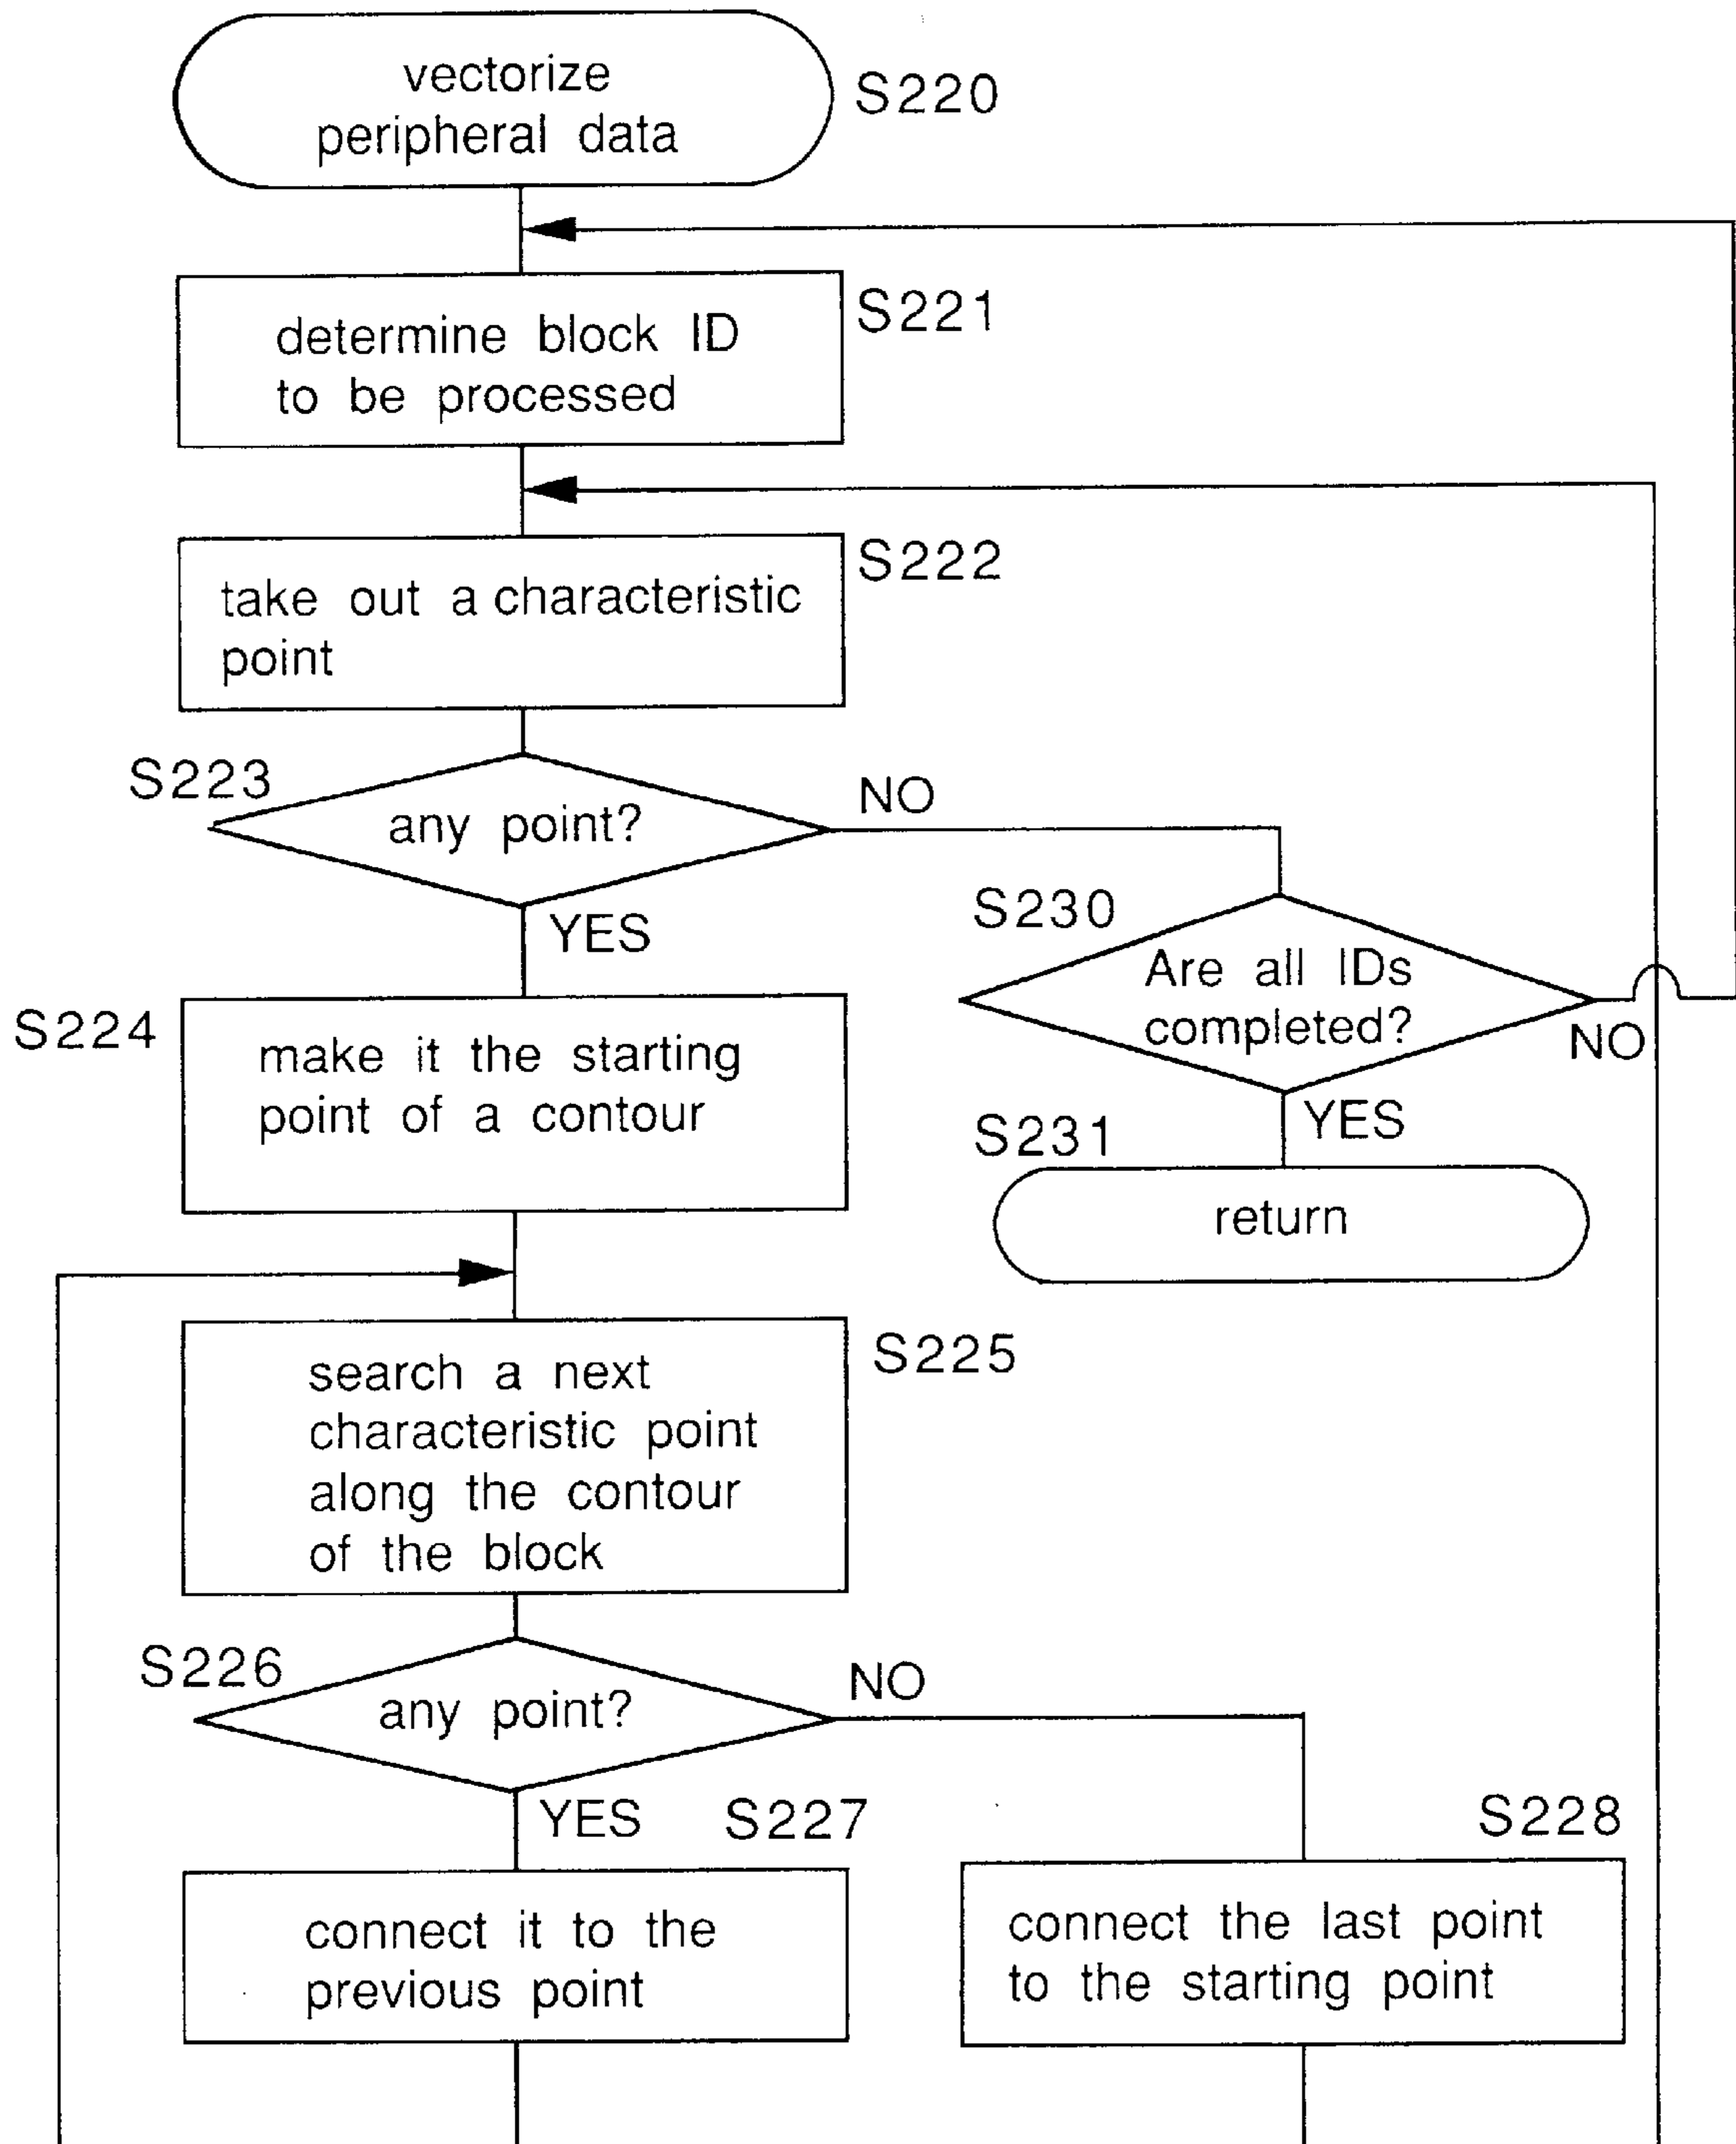 vectorize
peripheral data
S220
determine block ID
to be processed
S221
take out a characteristic
point
S222
S223
any point?
NO
YES
S230
Are all IDs
completed?
NO
YES
S224
make it the starting
point of a contour
S231
return
search a next
characteristic point
along the contour
of the block
S225
S226
any point?
NO
YES
S227
S228
connect it to the
previous point
connect the last point
to the starting point